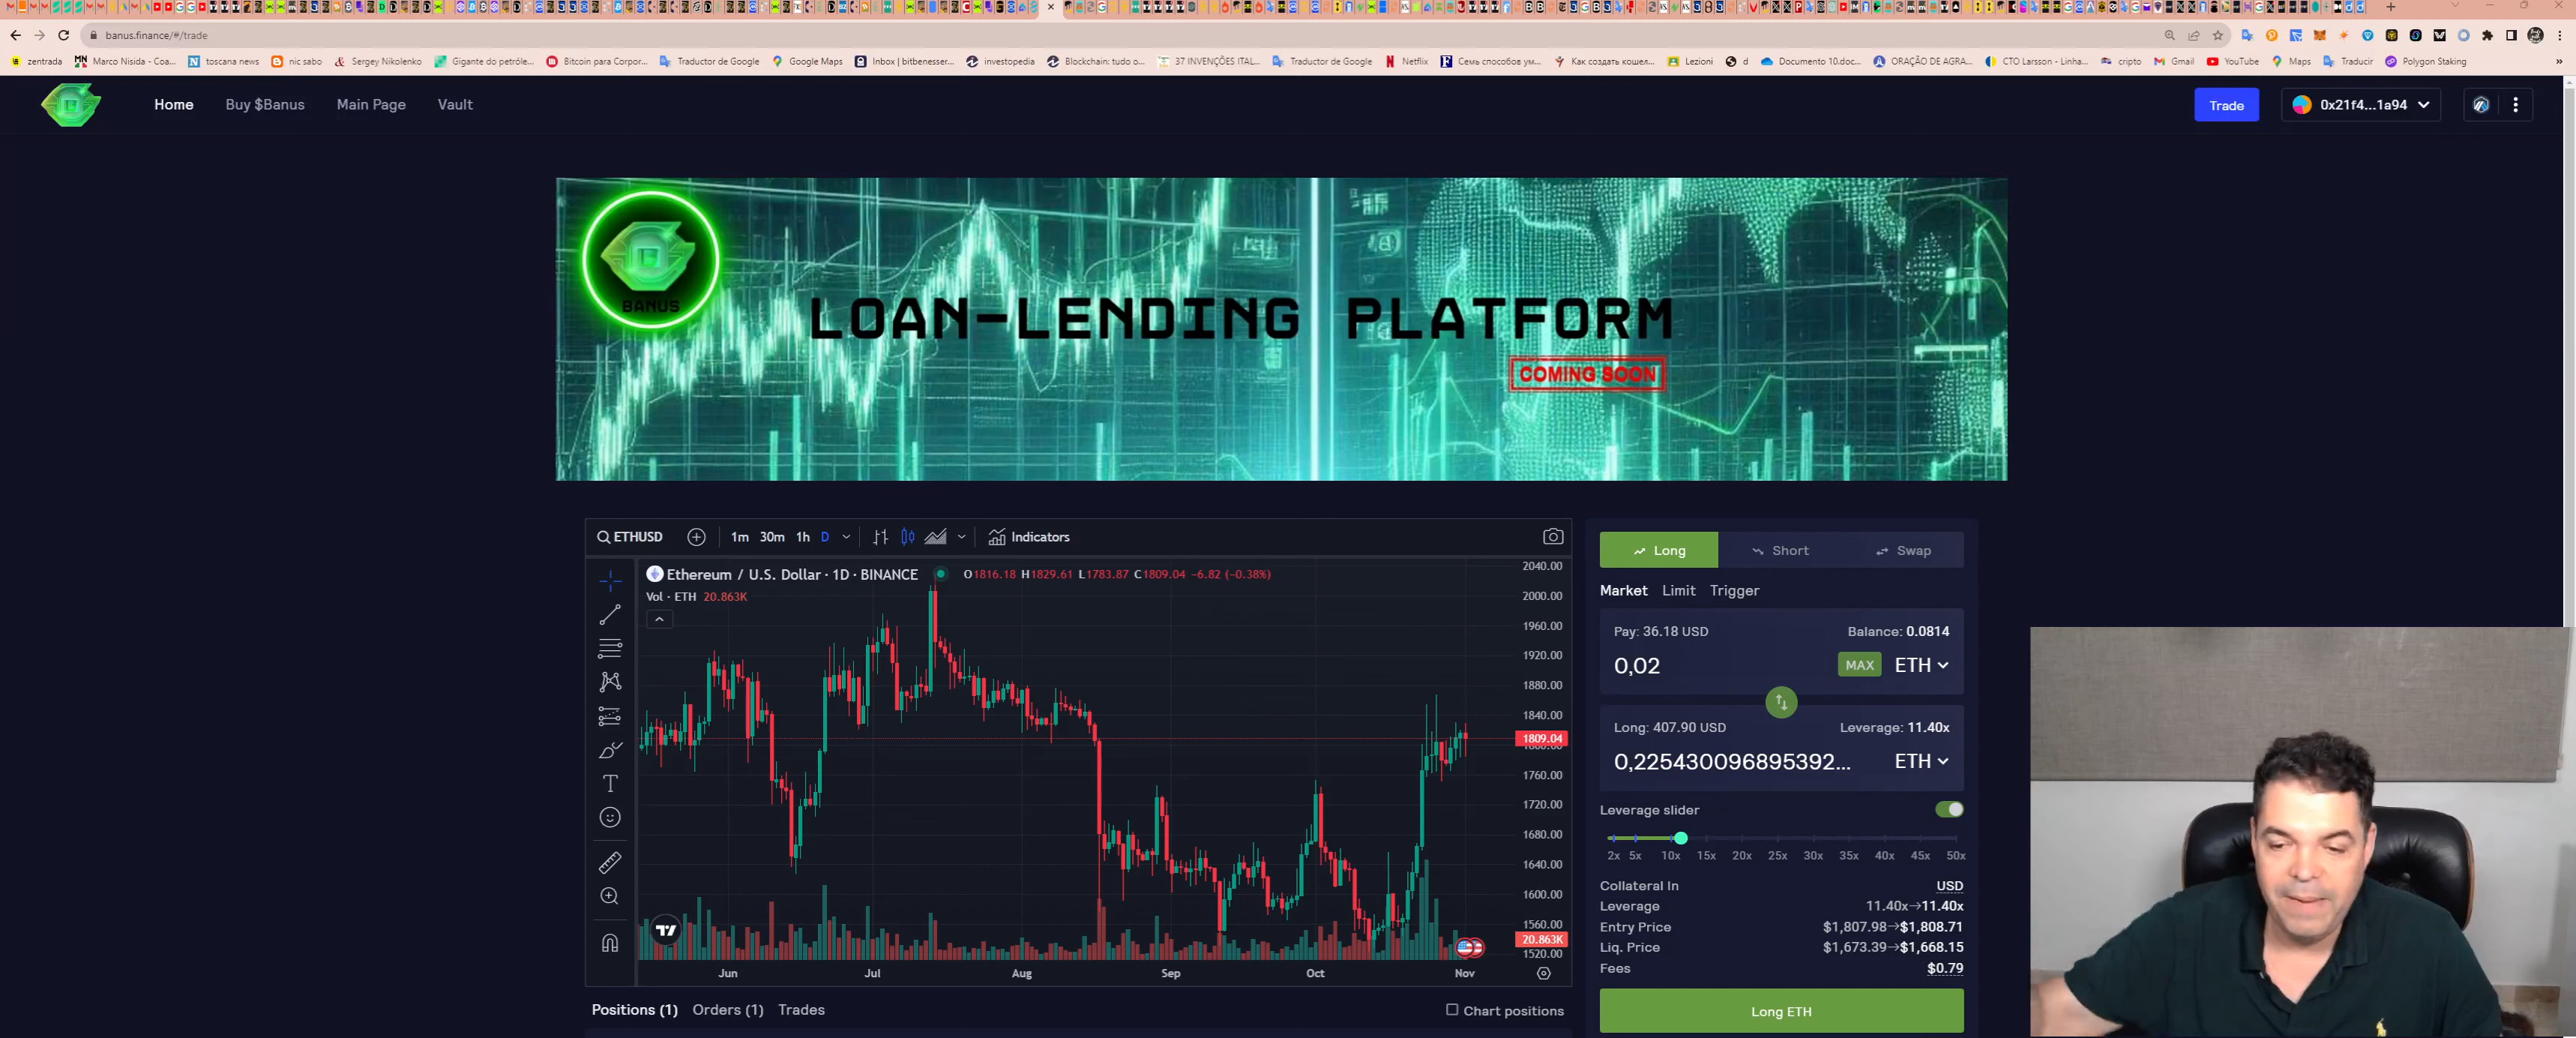 banus.finance/#/trade
zentrada
Marco Nisida - Coa...
toscana news
nic sabo
Sergey Nikolenko
Gigante do petróle...
Bitcoin para Corpor...
Traductor de Google
Google Maps
Inbox | bitbenesser...
investopedia
Blockchain: tudo o...
37 INVENÇÕES ITAL...
Traductor de Google
Netflix
Семь способов ум...
Как создать кошел...
Lezioni
d
Documento 10.doc...
ORAÇÃO DE AGRA...
CTO Larsson - Linha...
cripto
Gmail
YouTube
Maps
Traducir
Polygon Staking
Home
Buy $Banus
Main Page
Vault
Trade
0x21f4...1a94
BANUS
LOAN-LENDING PLATFORM
COMING SOON
ETHUSD
1m 30m 1h D
Indicators
Ethereum / U.S. Dollar · 1D · BINANCE
O1816.18 H1829.61 L1783.87 C1809.04 -6.82 (-0.38%)
Vol · ETH 20.863K
2040.00
2000.00
1960.00
1920.00
1880.00
1840.00
1809.04
1800.00
1760.00
1720.00
1680.00
1640.00
1600.00
1560.00
20.863K
1520.00
Jun Jul Aug Sep Oct Nov
Positions (1)
Orders (1)
Trades
Chart positions
Long
Short
Swap
Market
Limit
Trigger
Pay: 36.18 USD
Balance: 0.0814
0,02
MAX
ETH
Long: 407.90 USD
Leverage: 11.40x
0,225430096895392...
ETH
Leverage slider
2x 5x 10x 15x 20x 25x 30x 35x 40x 45x 50x
Collateral In USD
Leverage 11.40x→11.40x
Entry Price $1,807.98→$1,808.71
Liq. Price $1,673.39→$1,668.15
Fees $0.79
Long ETH